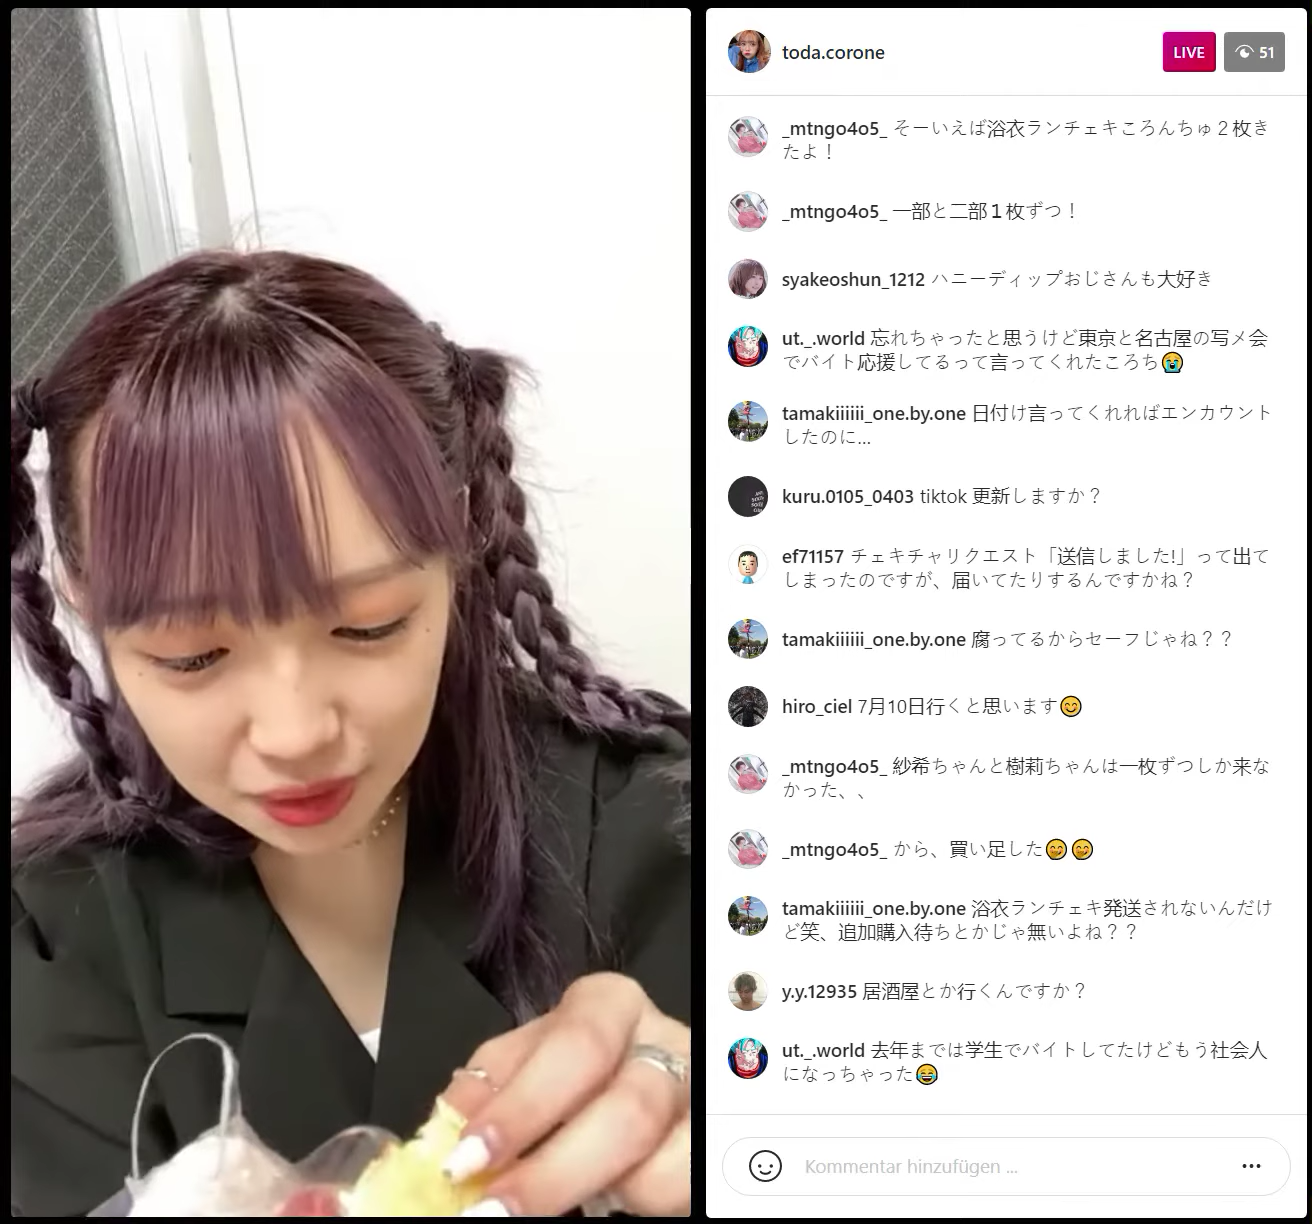 toda.corone
LIVE
51
_mtngo4o5_ そーいえば浴衣ランチェキころんちゅ２枚き
たよ！
_mtngo4o5_ 一部と二部１枚ずつ！
syakeoshun_1212 ハニーディップおじさんも大好き
ut._.world 忘れちゃったと思うけど東京と名古屋の写メ会
でバイト応援してるって言ってくれたころち😭
tamakiiiiii_one.by.one 日付け言ってくれればエンカウント
したのに...
kuru.0105_0403 tiktok 更新しますか？
ef71157 チェキチャリクエスト「送信しました!」って出て
しまったのですが、届いてたりするんですかね？
tamakiiiiii_one.by.one 腐ってるからセーフじゃね？？
hiro_ciel 7月10日行くと思います😊
_mtngo4o5_ 紗希ちゃんと樹莉ちゃんは一枚ずつしか来な
かった、、
_mtngo4o5_ から、買い足した🤭🤭
tamakiiiiii_one.by.one 浴衣ランチェキ発送されないんだけ
ど笑、追加購入待ちとかじゃ無いよね？？
y.y.12935 居酒屋とか行くんですか？
ut._.world 去年までは学生でバイトしてたけどもう社会人
になっちゃった😂
Kommentar hinzufügen ...